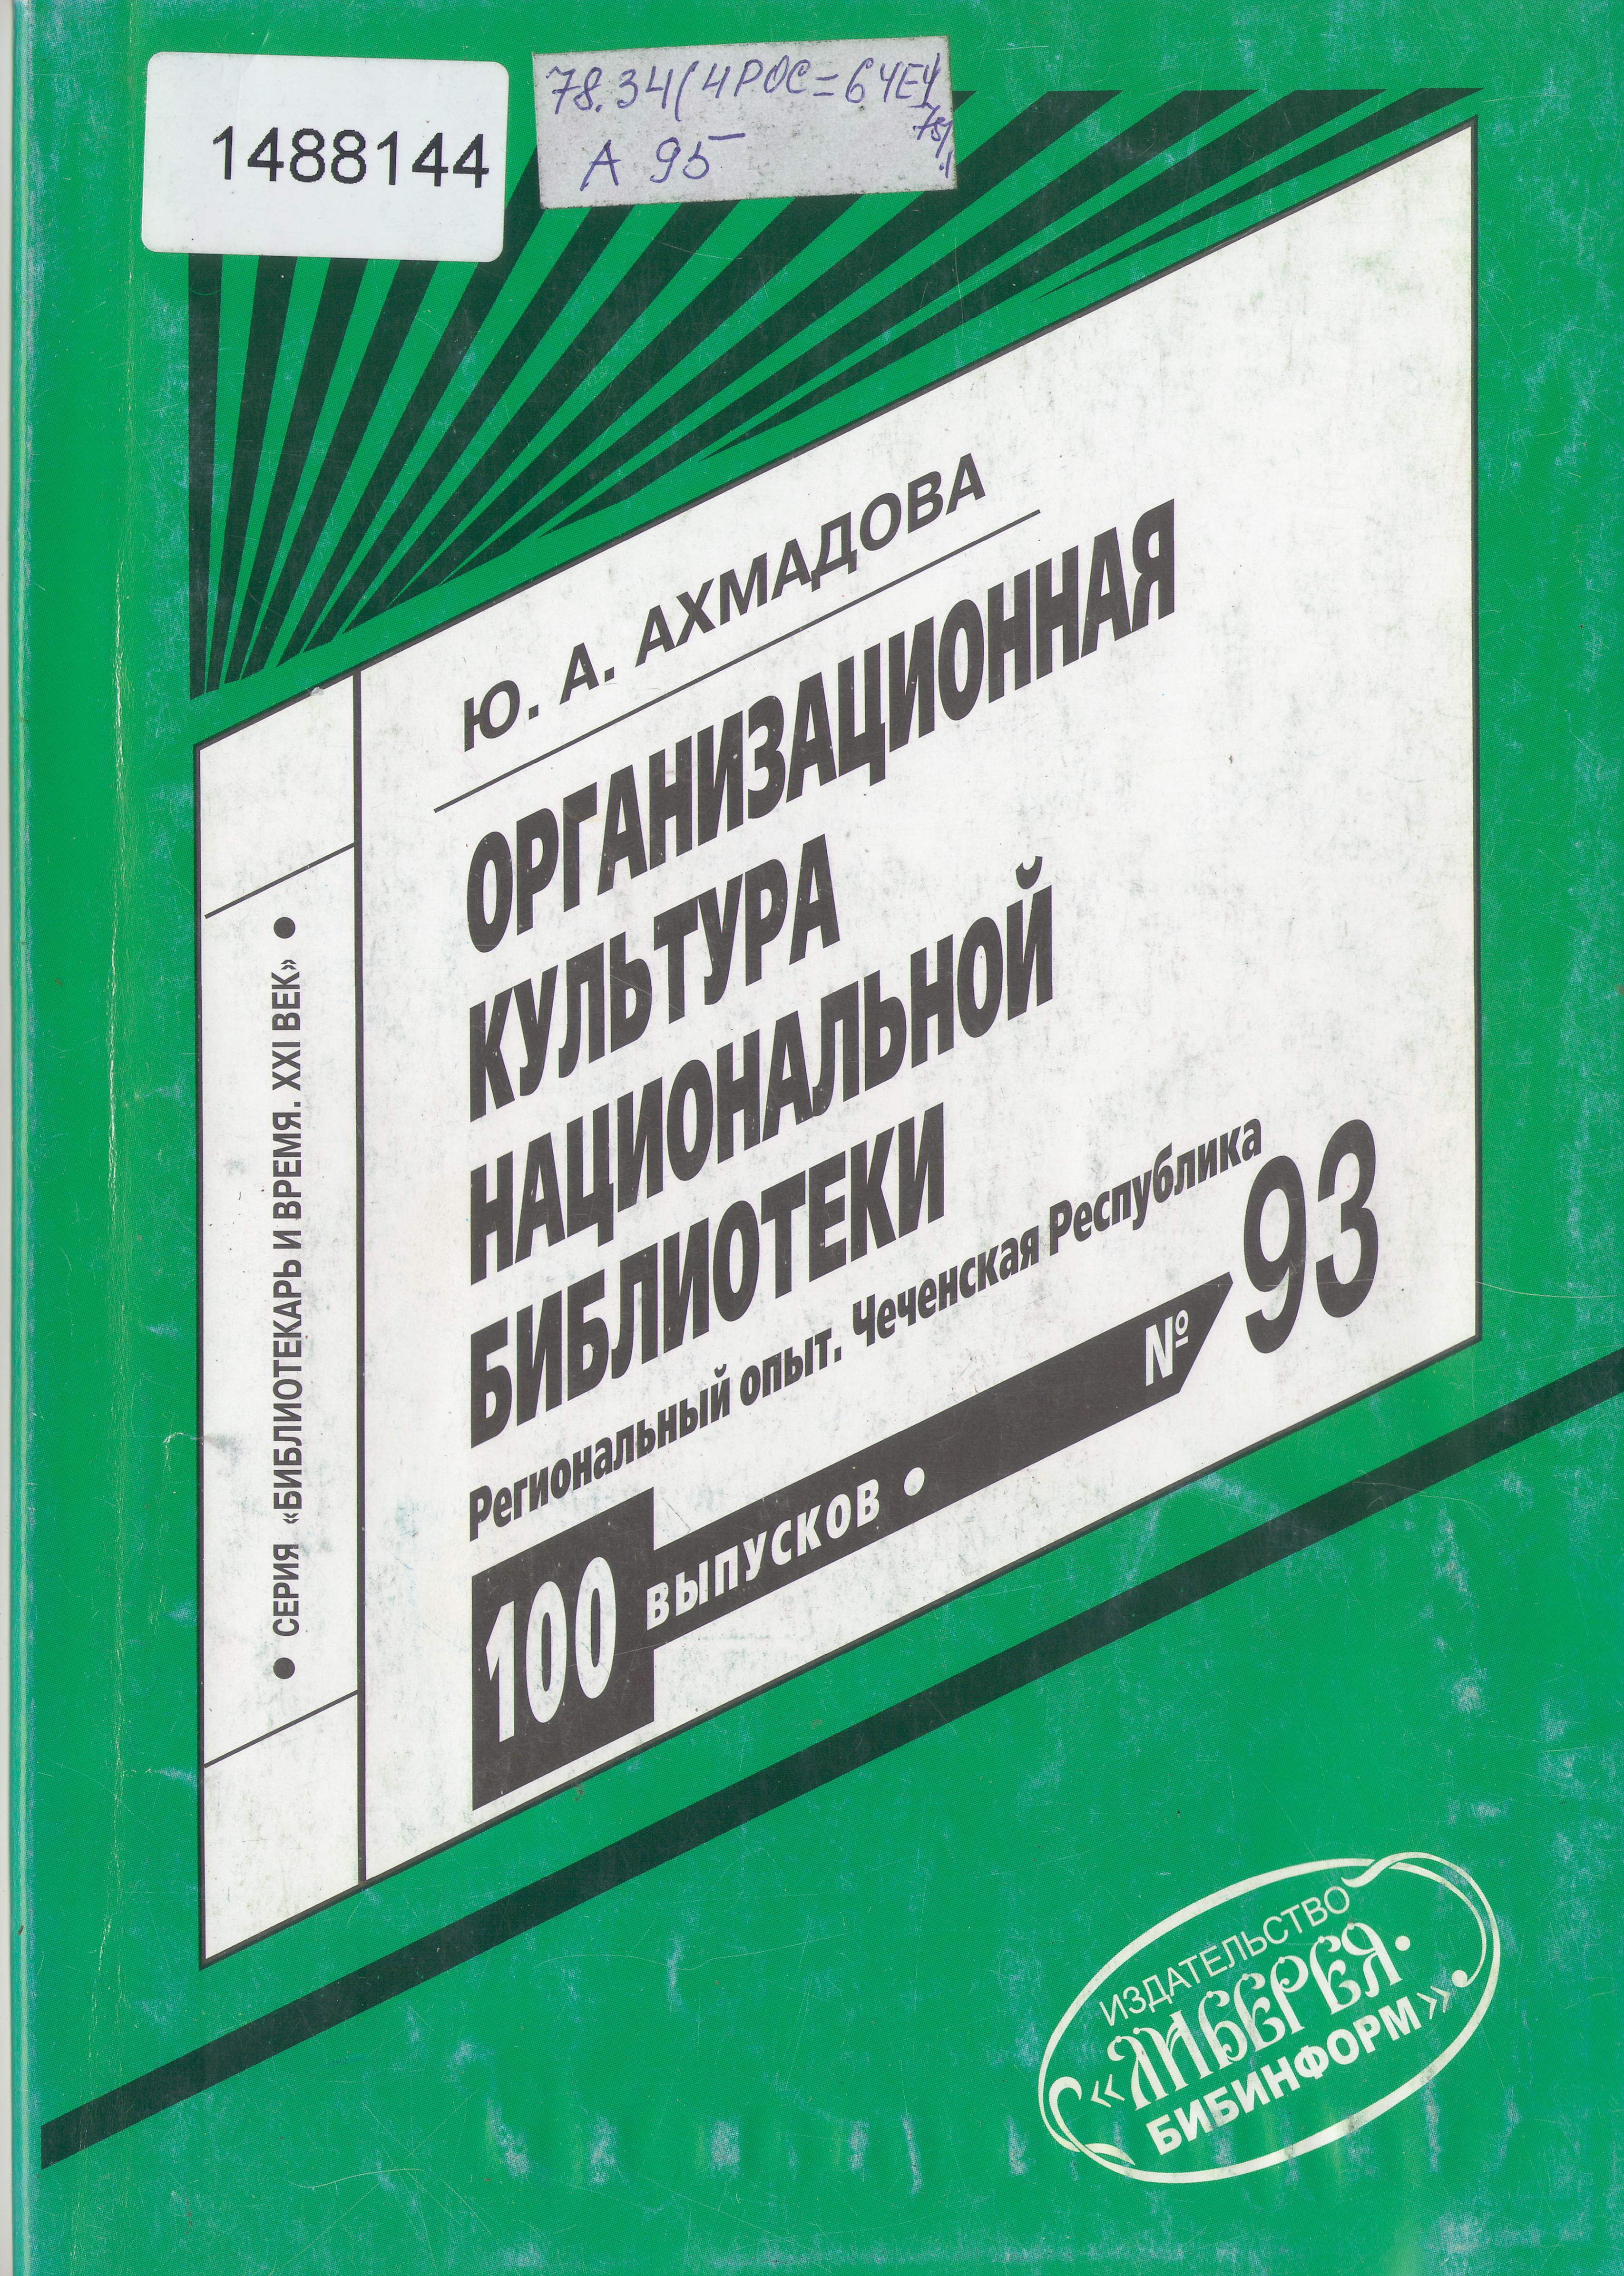 1488144
78.34(4РОС=6ЧЕЧ)
А 95
Ю. А. АХМАДОВА
ОРГАНИЗАЦИОННАЯ
КУЛЬТУРА
НАЦИОНАЛЬНОЙ
БИБЛИОТЕКИ
Региональный опыт. Чеченская Республика
100 ВЫПУСКОВ • № 93
• СЕРИЯ «БИБЛИОТЕКАРЬ И ВРЕМЯ. XXI ВЕК» •
ИЗДАТЕЛЬСТВО
«ЛИБЕРЕЯ-
БИБИНФОРМ»